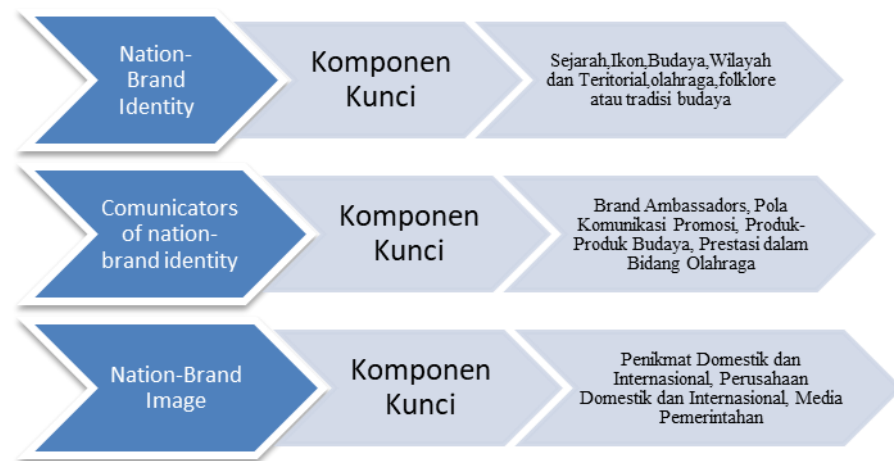 Nation-
Brand
Identity
Komponen
Kunci
Sejarah,Ikon,Budaya,Wilayah
dan Teritorial,olahraga,folklore
atau tradisi budaya
Comunicators
of nation-
brand identity
Komponen
Kunci
Brand Ambassadors, Pola
Komunikasi Promosi, Produk-
Produk Budaya, Prestasi dalam
Bidang Olahraga
Nation-Brand
Image
Komponen
Kunci
Penikmat Domestik dan
Internasional, Perusahaan
Domestik dan Internasional, Media
Pemerintahan